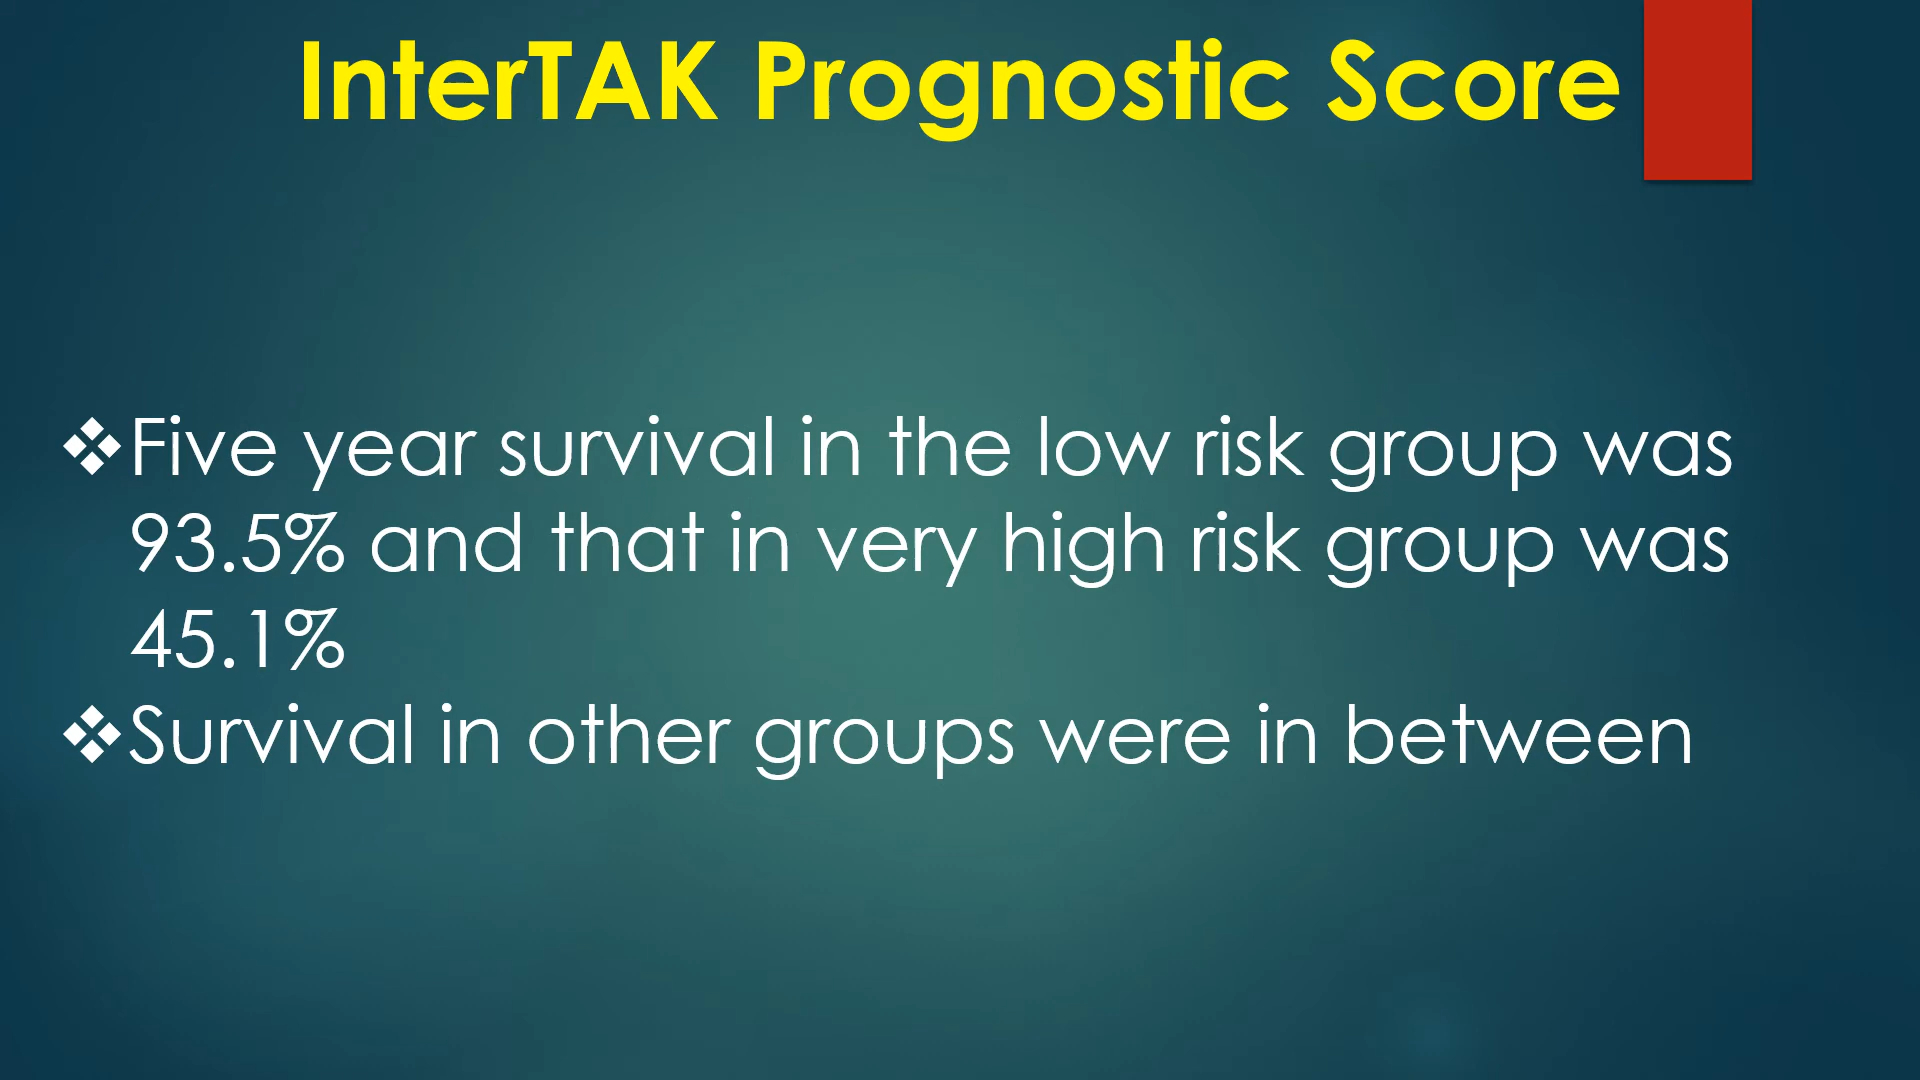 InterTAK Prognostic Score
❖Five year survival in the low risk group was
93.5% and that in very high risk group was
45.1%
❖Survival in other groups were in between